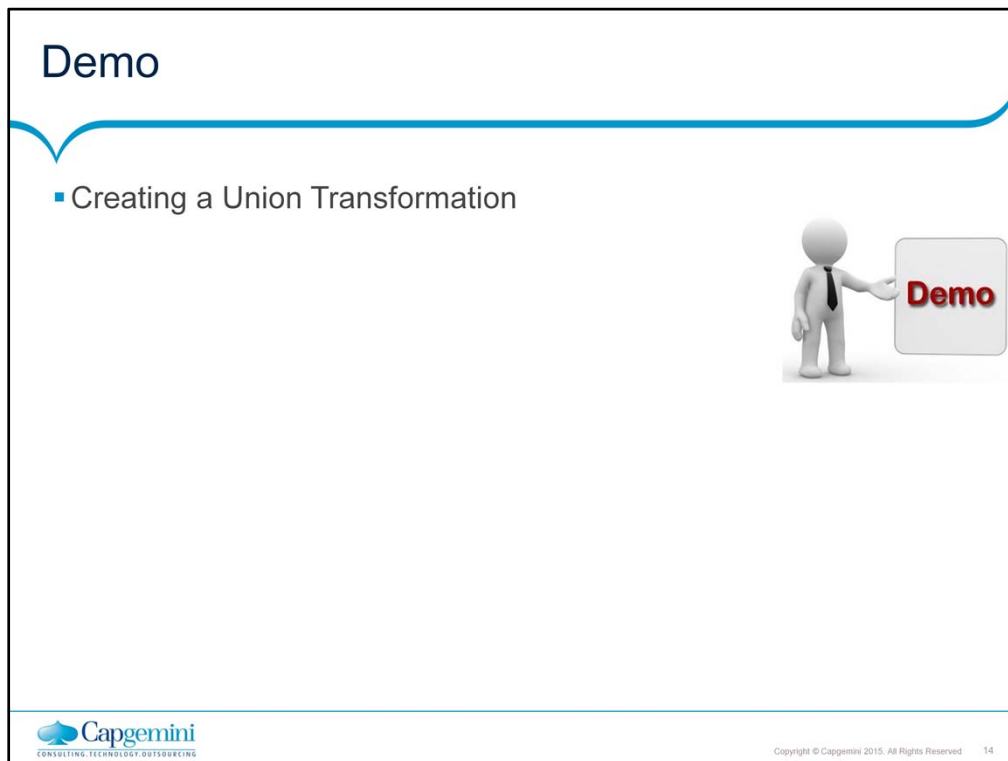 Demo
▪ Creating a Union Transformation
Demo
Capgemini
CONSULTING.TECHNOLOGY.OUTSOURCING
Copyright © Capgemini 2015. All Rights Reserved 14